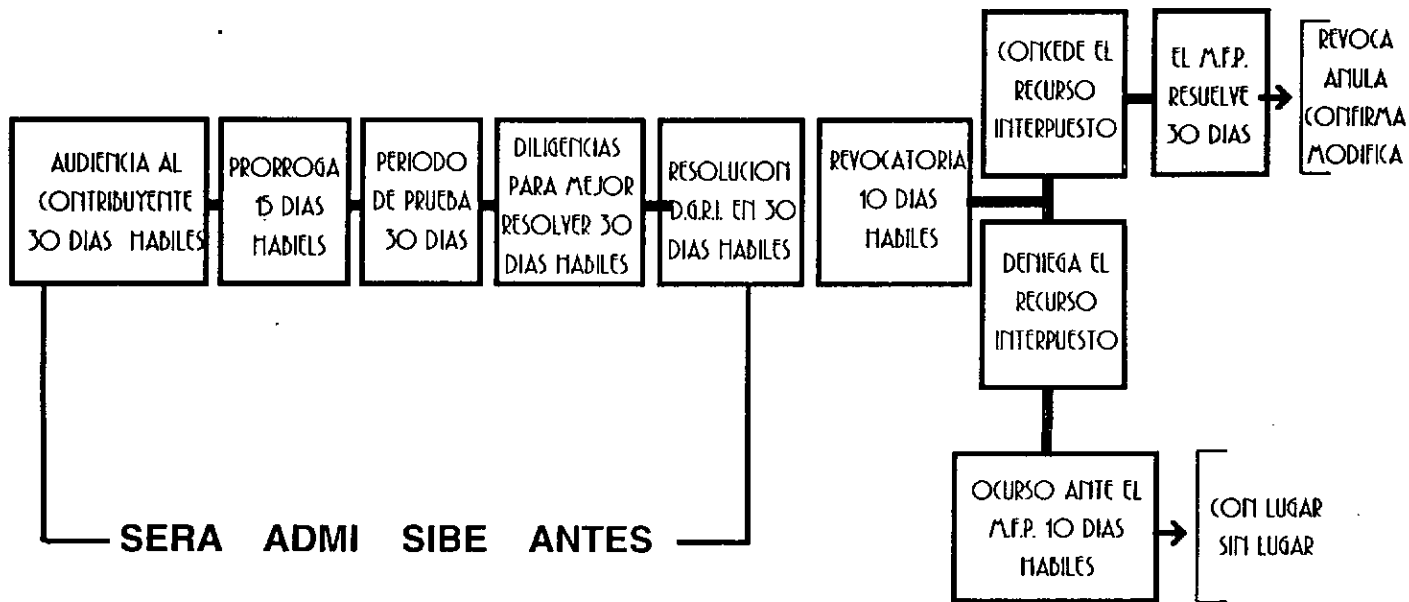 AUDIENCIA AL
CONTRIBUYENTE
30 DIAS HABILES
PRORROGA
15 DIAS
HABIELS
PERIODO
DE PRUEBA
30 DIAS
DILIGENCIAS
PARA MEJOR
RESOLVER 30
DIAS HABILES
RESOLUCION
D.G.R.I. EN 30
DIAS HABILES
REVOCATORIA
10 DIAS
HABILES
CONCEDE EL
RECURSO
INTERPUESTO
EL M.F.P.
RESUELVE
30 DIAS
REVOCA
ANULA
CONFIRMA
MODIFICA
DENIEGA EL
RECURSO
INTERPUESTO
OCURSO ANTE EL
M.F.P. 10 DIAS
HABILES
CON LUGAR
SIN LUGAR
SERA ADMI SIBE ANTES